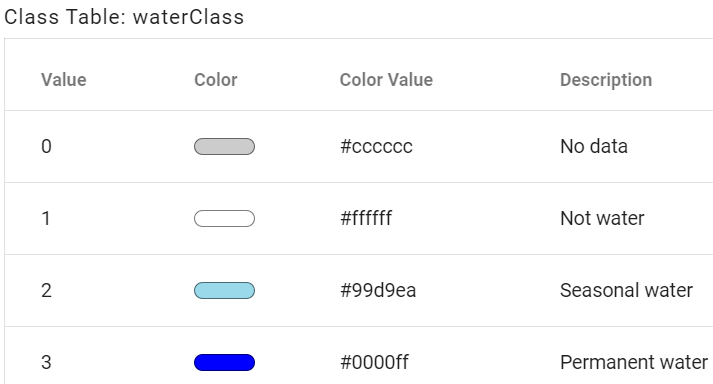 Class Table: waterClass
Value Color Color Value Description
0 #cccccc No data
1 #ffffff Not water
2 #99d9ea Seasonal water
3 #0000ff Permanent water